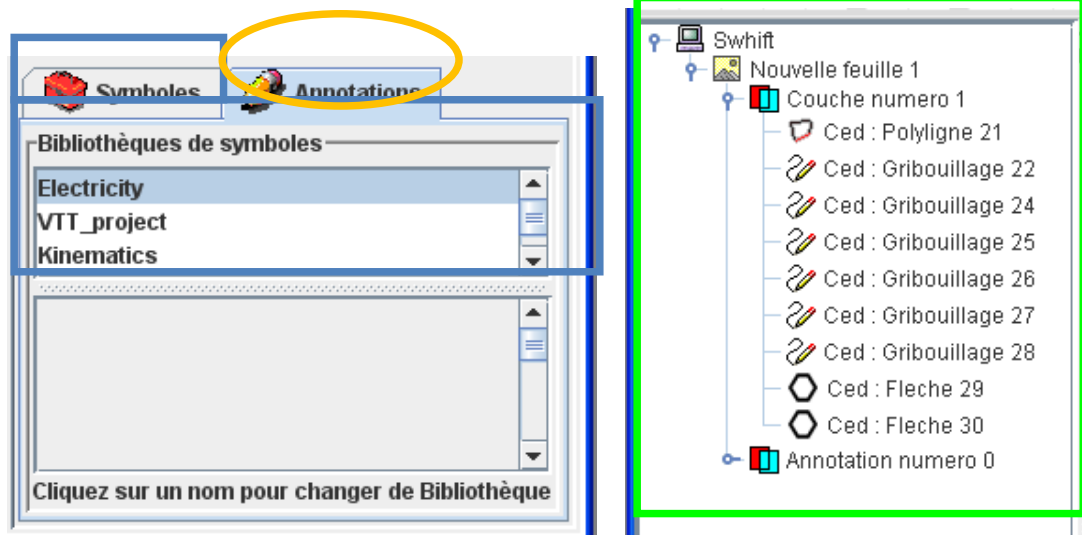 Symboles
Annotations
Bibliothèques de symboles
Electricity
VTT_project
Kinematics
Cliquez sur un nom pour changer de Bibliothèque
Swhift
Nouvelle feuille 1
Couche numero 1
Ced : Polyligne 21
Ced : Gribouillage 22
Ced : Gribouillage 24
Ced : Gribouillage 25
Ced : Gribouillage 26
Ced : Gribouillage 27
Ced : Gribouillage 28
Ced : Fleche 29
Ced : Fleche 30
Annotation numero 0